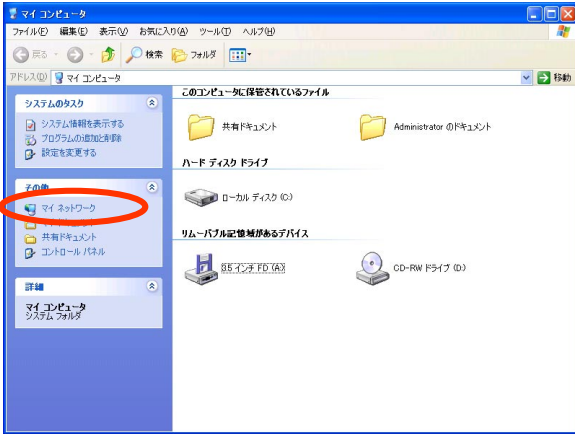 マイ コンピュータ
ファイル(F) 編集(E) 表示(V) お気に入り(A) ツール(T) ヘルプ(H)
戻る 検索 フォルダ
アドレス(D) マイ コンピュータ 移動
システムのタスク
システム情報を表示する
プログラムの追加と削除
設定を変更する
その他
マイ ネットワーク
共有ドキュメント
コントロール パネル
詳細
マイ コンピュータ
システム フォルダ
このコンピュータに保管されているファイル
共有ドキュメント Administrator のドキュメント
ハード ディスク ドライブ
ローカル ディスク (C:)
リムーバブル記憶域があるデバイス
3.5 インチ FD (A:) CD-RW ドライブ (D:)